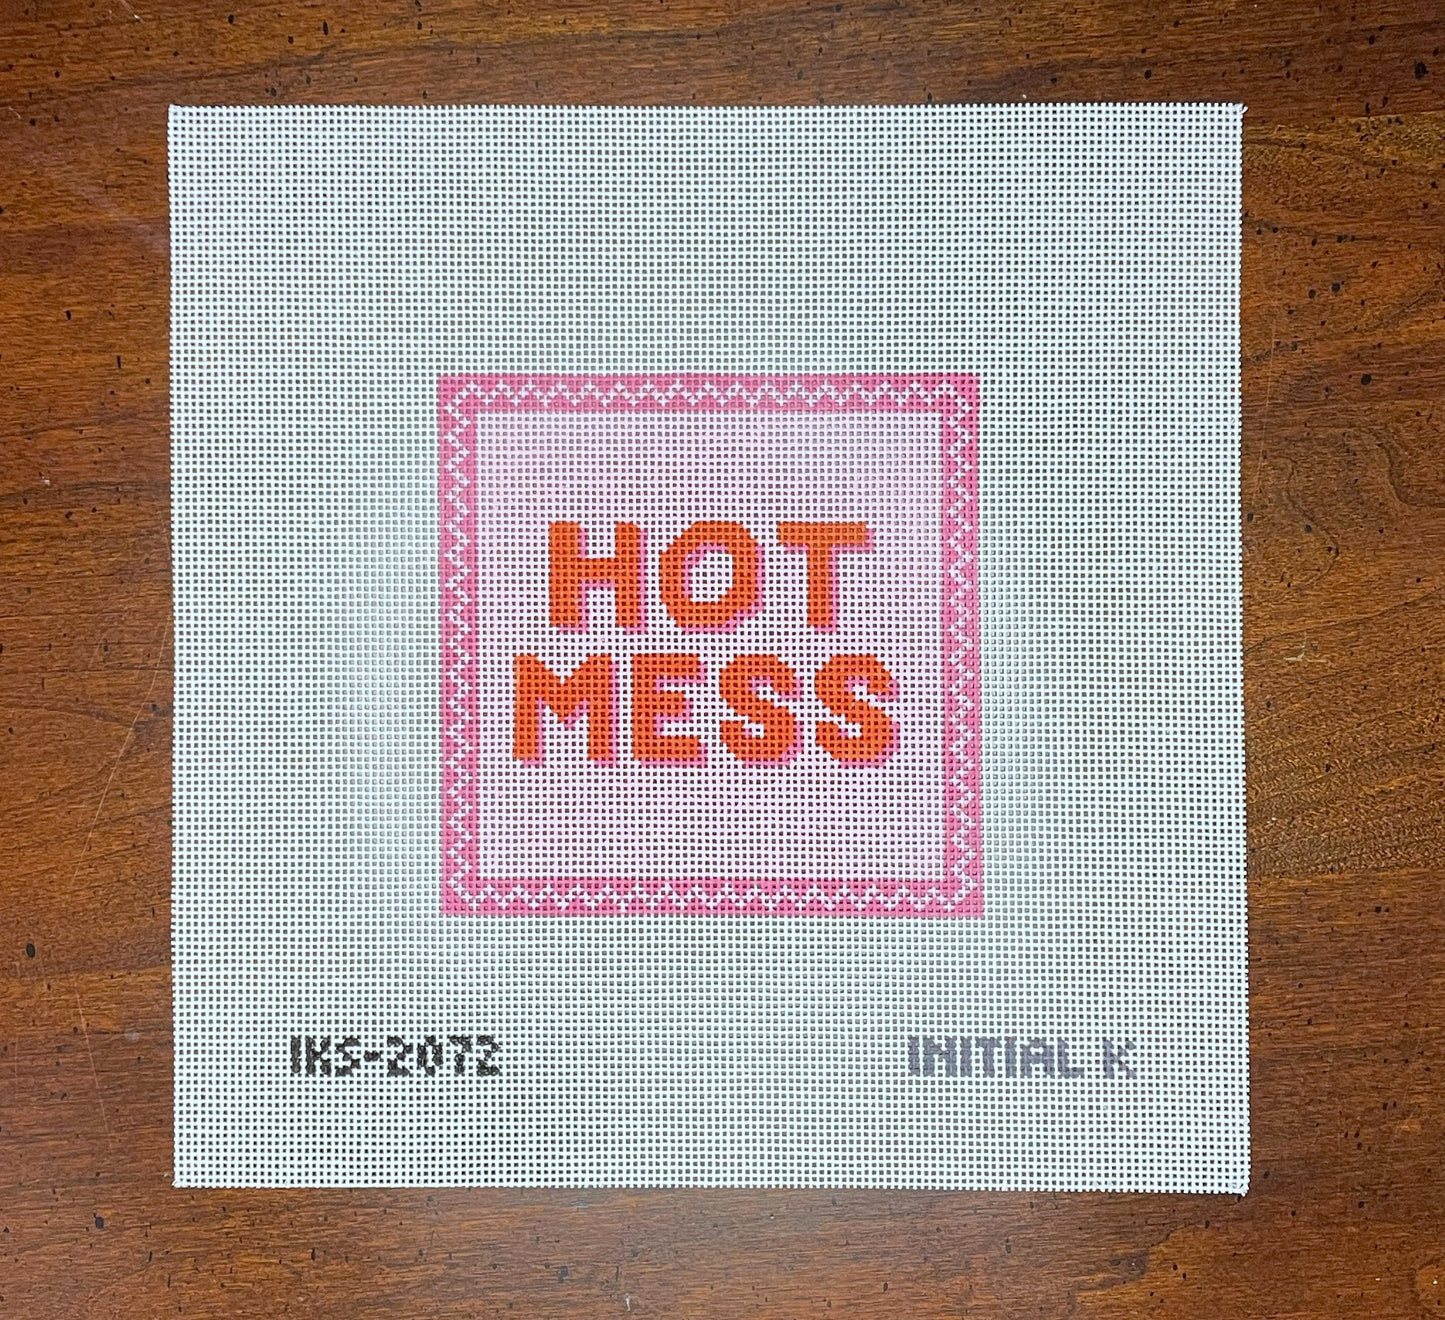 HOT
MESS
IKS-2072
INITIAL K